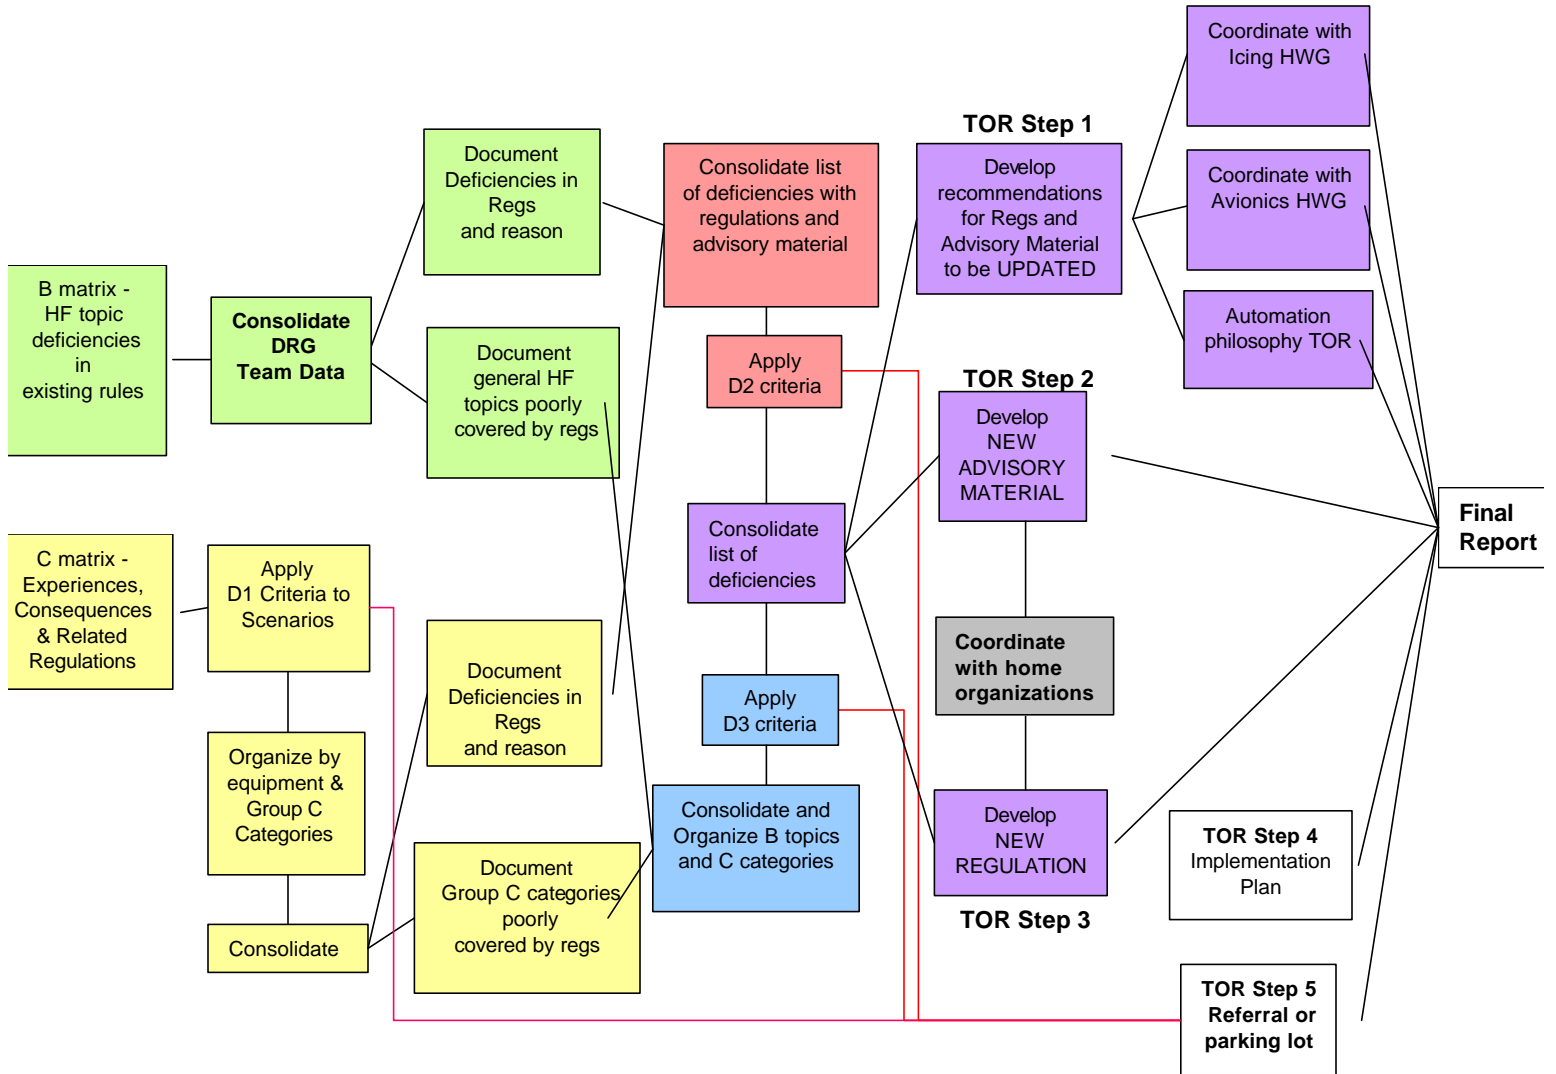 B matrix -
HF topic
deficiencies
in
existing rules
Consolidate
DRG
Team Data
Document
Deficiencies in
Regs
and reason
Document
general HF
topics poorly
covered by regs
C matrix -
Experiences,
Consequences
& Related
Regulations
Apply
D1 Criteria to
Scenarios
Organize by
equipment &
Group C
Categories
Consolidate
Document
Deficiencies in
Regs
and reason
Document
Group C categories
poorly
covered by regs
Consolidate list
of deficiencies with
regulations and
advisory material
Apply
D2 criteria
Consolidate
list of
deficiencies
Apply
D3 criteria
Consolidate and
Organize B topics
and C categories
TOR Step 1
Develop
recommendations
for Regs and
Advisory Material
to be UPDATED
TOR Step 2
Develop
NEW
ADVISORY
MATERIAL
Coordinate
with home
organizations
Develop
NEW
REGULATION
TOR Step 3
Coordinate with
Icing HWG
Coordinate with
Avionics HWG
Automation
philosophy TOR
TOR Step 4
Implementation
Plan
TOR Step 5
Referral or
parking lot
Final
Report